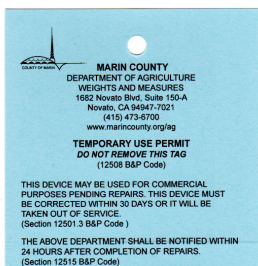 COUNTY OF MARIN
MARIN COUNTY
DEPARTMENT OF AGRICULTURE
WEIGHTS AND MEASURES
1682 Novato Blvd, Suite 150-A
Novato, CA 94947-7021
(415) 473-6700
www.marincounty.org/ag
TEMPORARY USE PERMIT
DO NOT REMOVE THIS TAG
(12508 B&P Code)
THIS DEVICE MAY BE USED FOR COMMERCIAL
PURPOSES PENDING REPAIRS. THIS DEVICE MUST
BE CORRECTED WITHIN 30 DAYS OR IT WILL BE
TAKEN OUT OF SERVICE.
(Section 12501.3 B&P Code )
THE ABOVE DEPARTMENT SHALL BE NOTIFIED WITHIN
24 HOURS AFTER COMPLETION OF REPAIRS.
(Section 12515 B&P Code)